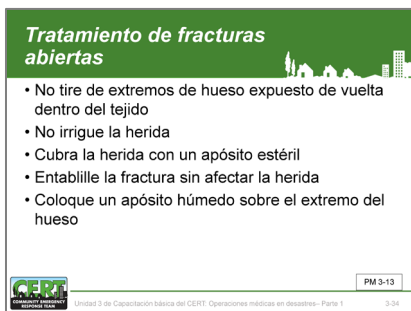 Tratamiento de fracturas
abiertas
• No tire de extremos de hueso expuesto de vuelta
dentro del tejido
• No irrigue la herida
• Cubra la herida con un apósito estéril
• Entablille la fractura sin afectar la herida
• Coloque un apósito húmedo sobre el extremo del
hueso
PM 3-13
CERT
COMMUNITY EMERGENCY
RESPONSE TEAM
Unidad 3 de Capacitación básica del CERT: Operaciones médicas en desastres– Parte 1
3-34